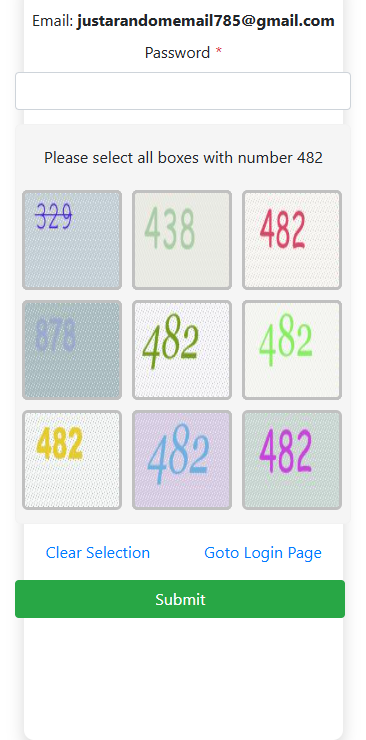 Email: justarandomemail785@gmail.com
Password *
Please select all boxes with number 482
329 438 482
878 482 482
482 482 482
Clear Selection Goto Login Page
Submit